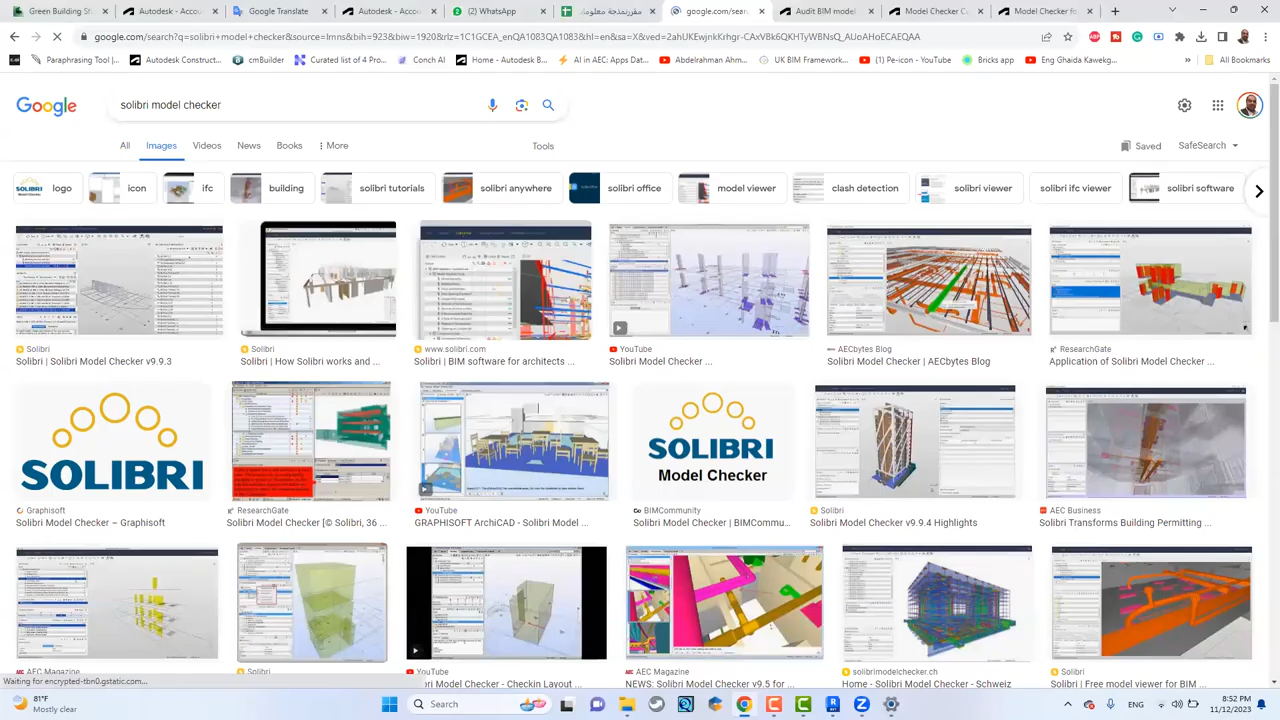 Green Building St
Autodesk - Acco
Google Translate
Autodesk - Acco
(2) WhatsApp
google.com/sear
Audit BIM model
Model Checker C
Model Checker fo
google.com/search?q=solibri+model+checker&source=lmns&bih=923&biw=1920&rlz=1C1GCEA_enQA1083QA1083&hl=en&sa=X&ved=2ahUKEwjnkKrhgr-CAxVBk6QKHTyWBNsQ_AUoAHoECAEQAA
Paraphrasing Tool |...
Autodesk Construct...
cmBuilder
Curated list of 4 Pro...
Conch AI
Home - Autodesk B...
AI in AEC: Apps Dat...
Abdelrahman Ahm...
UK BIM Framework...
(1) Pe-icon - YouTube
Bricks app
Eng Ghaida Kawekg...
All Bookmarks
Google
solibri model checker
All
Images
Videos
News
Books
More
Tools
Saved
SafeSearch
logo
icon
ifc
building
solibri tutorials
solibri anywhere
solibri office
model viewer
clash detection
solibri viewer
solibri ifc viewer
solibri software
Solibri
Solibri | Solibri Model Checker v9.9.3
Solibri
Solibri | How Solibri works and ...
www.solibri.com
Solibri | BIM software for architects ...
YouTube
Solibri Model Checker ...
AECbytes Blog
Solibri Model Checker | AECbytes Blog
ResearchGate
Application of Solibri Model Checker ...
SOLIBRI
SOLIBRI
Model Checker
Graphisoft
Solibri Model Checker - Graphisoft
ResearchGate
Solibri Model Checker [© Solibri, 36 ...
YouTube
GRAPHISOFT ArchiCAD - Solibri Model ...
BIMCommunity
Solibri Model Checker | BIMCommu...
Solibri
Solibri Model Checker v9.9.4 Highlights
AEC Business
Solibri Transforms Building Permitting ...
AEC Magazine
Solibri
YouTube
Solibri Model Checker - Checkin Layout ...
AEC Magazine
NEWS: Solibri Model Checker v9.5 for ...
solibrimodelchecker.ch
Home - Solibri Model Checker - Schweiz
Solibri
Solibri | Free model viewer for BIM ...
Waiting for encrypted-tbn0.gstatic.com...
81°F
Mostly clear
Search
ENG
8:52 PM
11/12/2023